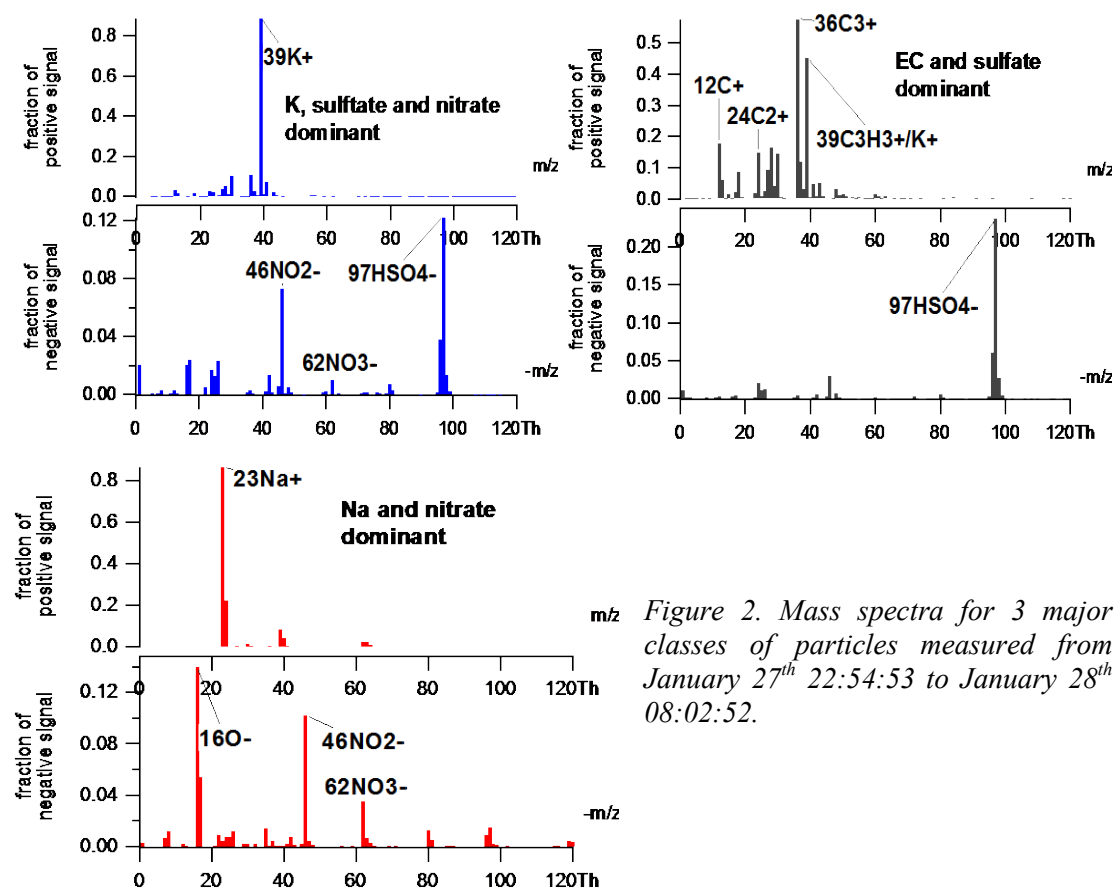 fraction of
positive signal
0.8
0.4
0.0
39K+
K, sulftate and nitrate
dominant
m/z
0 20 40 60 80 100 120Th
fraction of
negative signal
0.12
0.08
0.04
0.00
46NO2-
97HSO4-
62NO3-
-m/z
0 20 40 60 80 100 120Th
fraction of
positive signal
0.5
0.4
0.3
0.2
0.1
0.0
36C3+
12C+
24C2+
39C3H3+/K+
EC and sulfate
dominant
m/z
0 20 40 60 80 100 120Th
fraction of
negative signal
0.20
0.10
0.00
97HSO4-
-m/z
0 20 40 60 80 100 120Th
fraction of
positive signal
0.8
0.6
0.4
0.2
0.0
23Na+
Na and nitrate
dominant
m/z
0 20 40 60 80 100 120Th
fraction of
negative signal
0.12
0.08
0.04
0.00
16O-
46NO2-
62NO3-
-m/z
0 20 40 60 80 100 120Th
Figure 2. Mass spectra for 3 major
classes of particles measured from
January 27th 22:54:53 to January 28th
08:02:52.